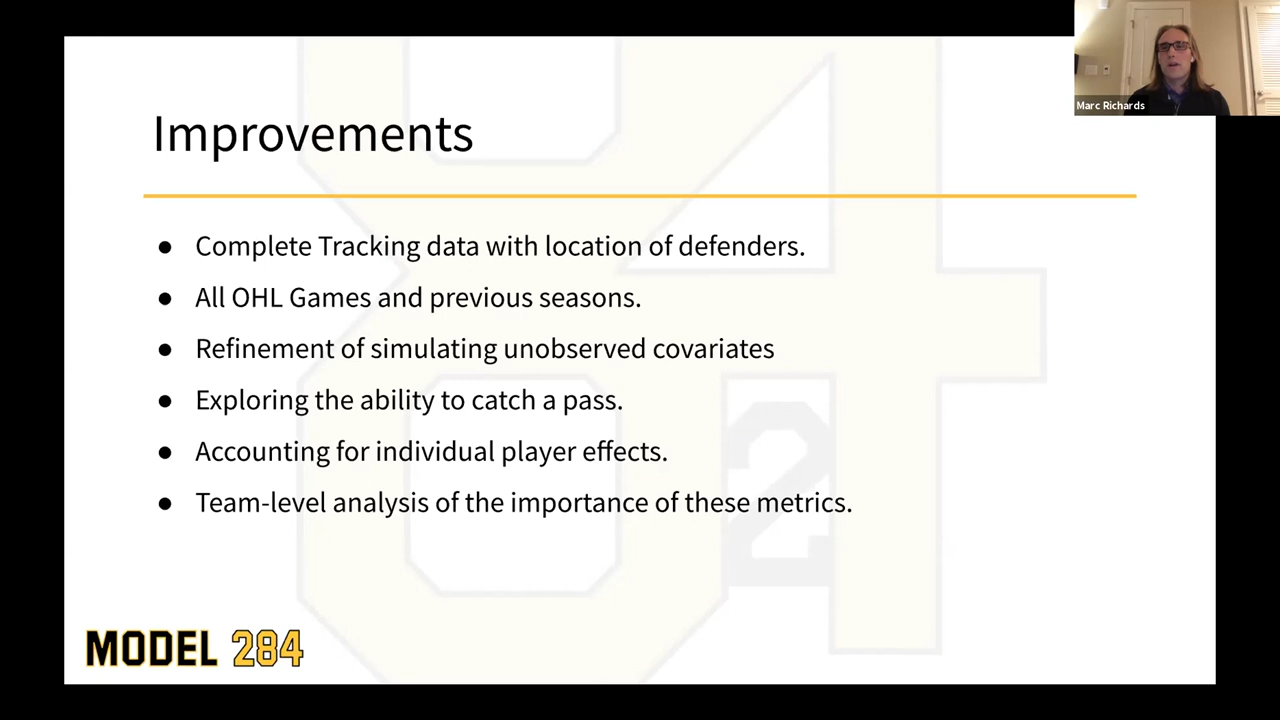 Marc Richards
Improvements
● Complete Tracking data with location of defenders.
● All OHL Games and previous seasons.
● Refinement of simulating unobserved covariates
● Exploring the ability to catch a pass.
● Accounting for individual player effects.
● Team-level analysis of the importance of these metrics.
84
2
MODEL 284